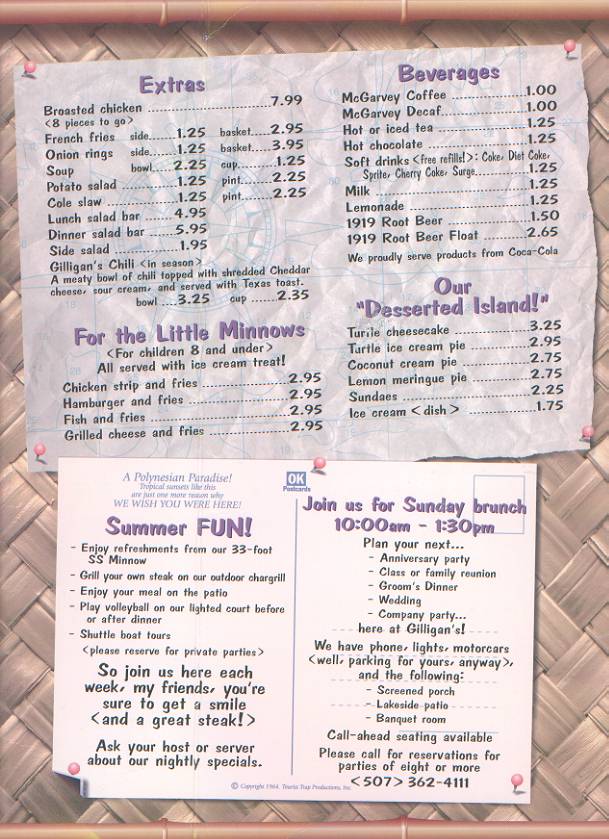 Extras
Broasted chicken 7.99
<8 pieces to go>
French fries side 1.25 basket 2.95
Onion rings side 1.25 basket 3.95
Soup bowl 2.25 cup 1.25
Potato salad 1.25 pint 2.25
Cole slaw 1.25 pint 2.25
Lunch salad bar 4.95
Dinner salad bar 5.95
Side salad 1.95
Gilligan's Chili <in season>
A meaty bowl of chili topped with shredded Cheddar
cheese, sour cream, and served with Texas toast.
bowl 3.25 cup 2.35
For the Little Minnows
<For children 8 and under>
All served with ice cream treat!
Chicken strip and fries 2.95
Hamburger and fries 2.95
Fish and fries 2.95
Grilled cheese and fries 2.95
Beverages
McGarvey Coffee 1.00
McGarvey Decaf 1.00
Hot or iced tea 1.25
Hot chocolate 1.25
Soft drinks <free refills!>: Coke, Diet Coke,
Sprite, Cherry Coke, Surge 1.25
Milk 1.25
Lemonade 1.25
1919 Root Beer 1.50
1919 Root Beer Float 2.65
We proudly serve products from Coca-Cola
Our
"Desserted Island!"
Turtle cheesecake 3.25
Turtle ice cream pie 2.95
Coconut cream pie 2.75
Lemon meringue pie 2.75
Sundaes 2.25
Ice cream <dish> 1.75
A Polynesian Paradise!
Tropical sunsets like this
are just one more reason why
WE WISH YOU WERE HERE!
Summer FUN!
- Enjoy refreshments from our 33-foot
SS Minnow
- Grill your own steak on our outdoor chargrill
- Enjoy your meal on the patio
- Play volleyball on our lighted court before
or after dinner
- Shuttle boat tours
<please reserve for private parties>
So join us here each
week, my friends, you're
sure to get a smile
<and a great steak!>
Ask your host or server
about our nightly specials.
© Copyright 1964. Tourist Trap Productions, Inc.
OK
Postcards
Join us for Sunday brunch
10:00am - 1:30pm
Plan your next...
- Anniversary party
- Class or family reunion
- Groom's Dinner
- Wedding
- Company party...
here at Gilligan's!
We have phone, lights, motorcars
<well, parking for yours, anyway>,
and the following:
- Screened porch
- Lakeside patio
- Banquet room
Call-ahead seating available
Please call for reservations for
parties of eight or more
<507> 362-4111